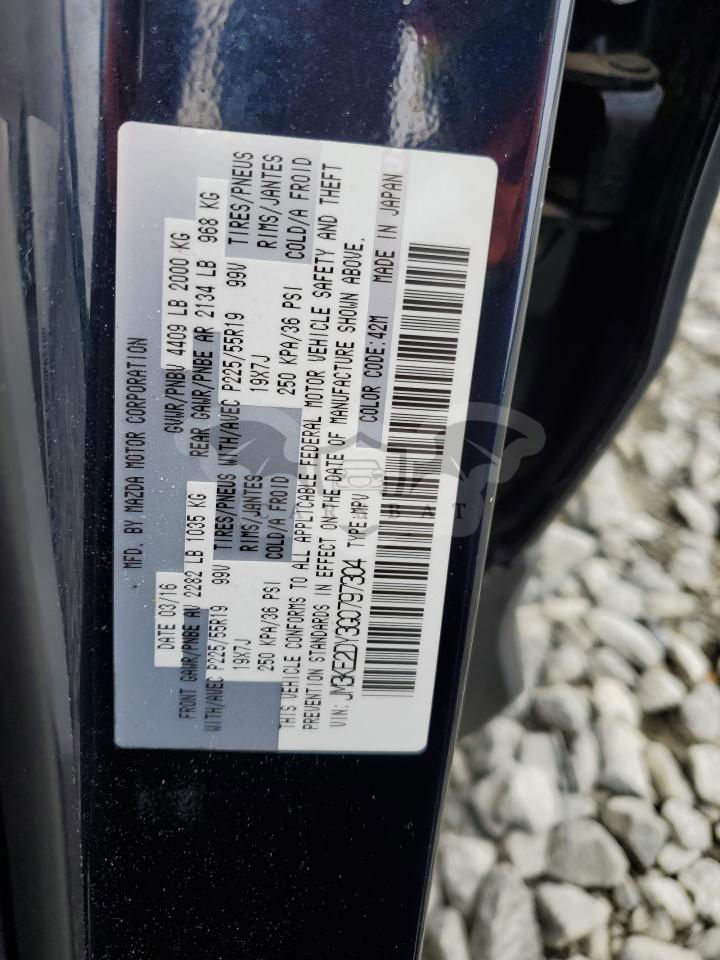 MFD. BY MAZDA MOTOR CORPORATION
DATE 03/16 GVWR/PNBV 4409 LB 2000 KG
FRONT GAWR/PNBE AV 2282 LB 1035 KG REAR GAWR/PNBE AR 2134 LB 968 KG
WITH/AVEC P225/55R19 99V TIRES/PNEUS WITH/AVEC P225/55R19 99V TIRES/PNEUS
19X7J RIMS/JANTES 19X7J RIMS/JANTES
250 KPA/36 PSI COLD/A FROID 250 KPA/36 PSI COLD/A FROID
THIS VEHICLE CONFORMS TO ALL APPLICABLE FEDERAL MOTOR VEHICLE SAFETY AND THEFT
PREVENTION STANDARDS IN EFFECT ON THE DATE OF MANUFACTURE SHOWN ABOVE.
VIN: JM3KE2DY3G0797304 TYPE:MPV COLOR CODE:42M MADE IN JAPAN